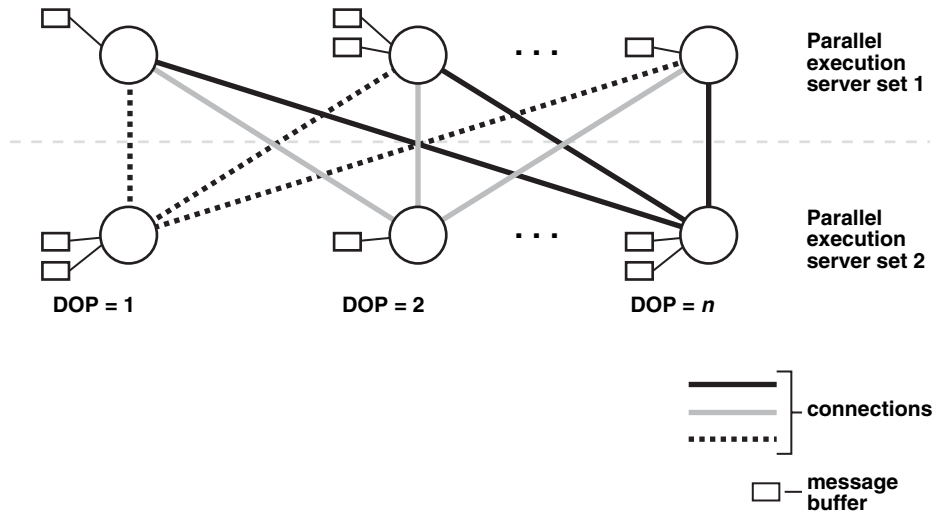 . . .
Parallel
execution
server set 1
. . .
Parallel
execution
server set 2
DOP = 1
DOP = 2
DOP = n
connections
message
buffer